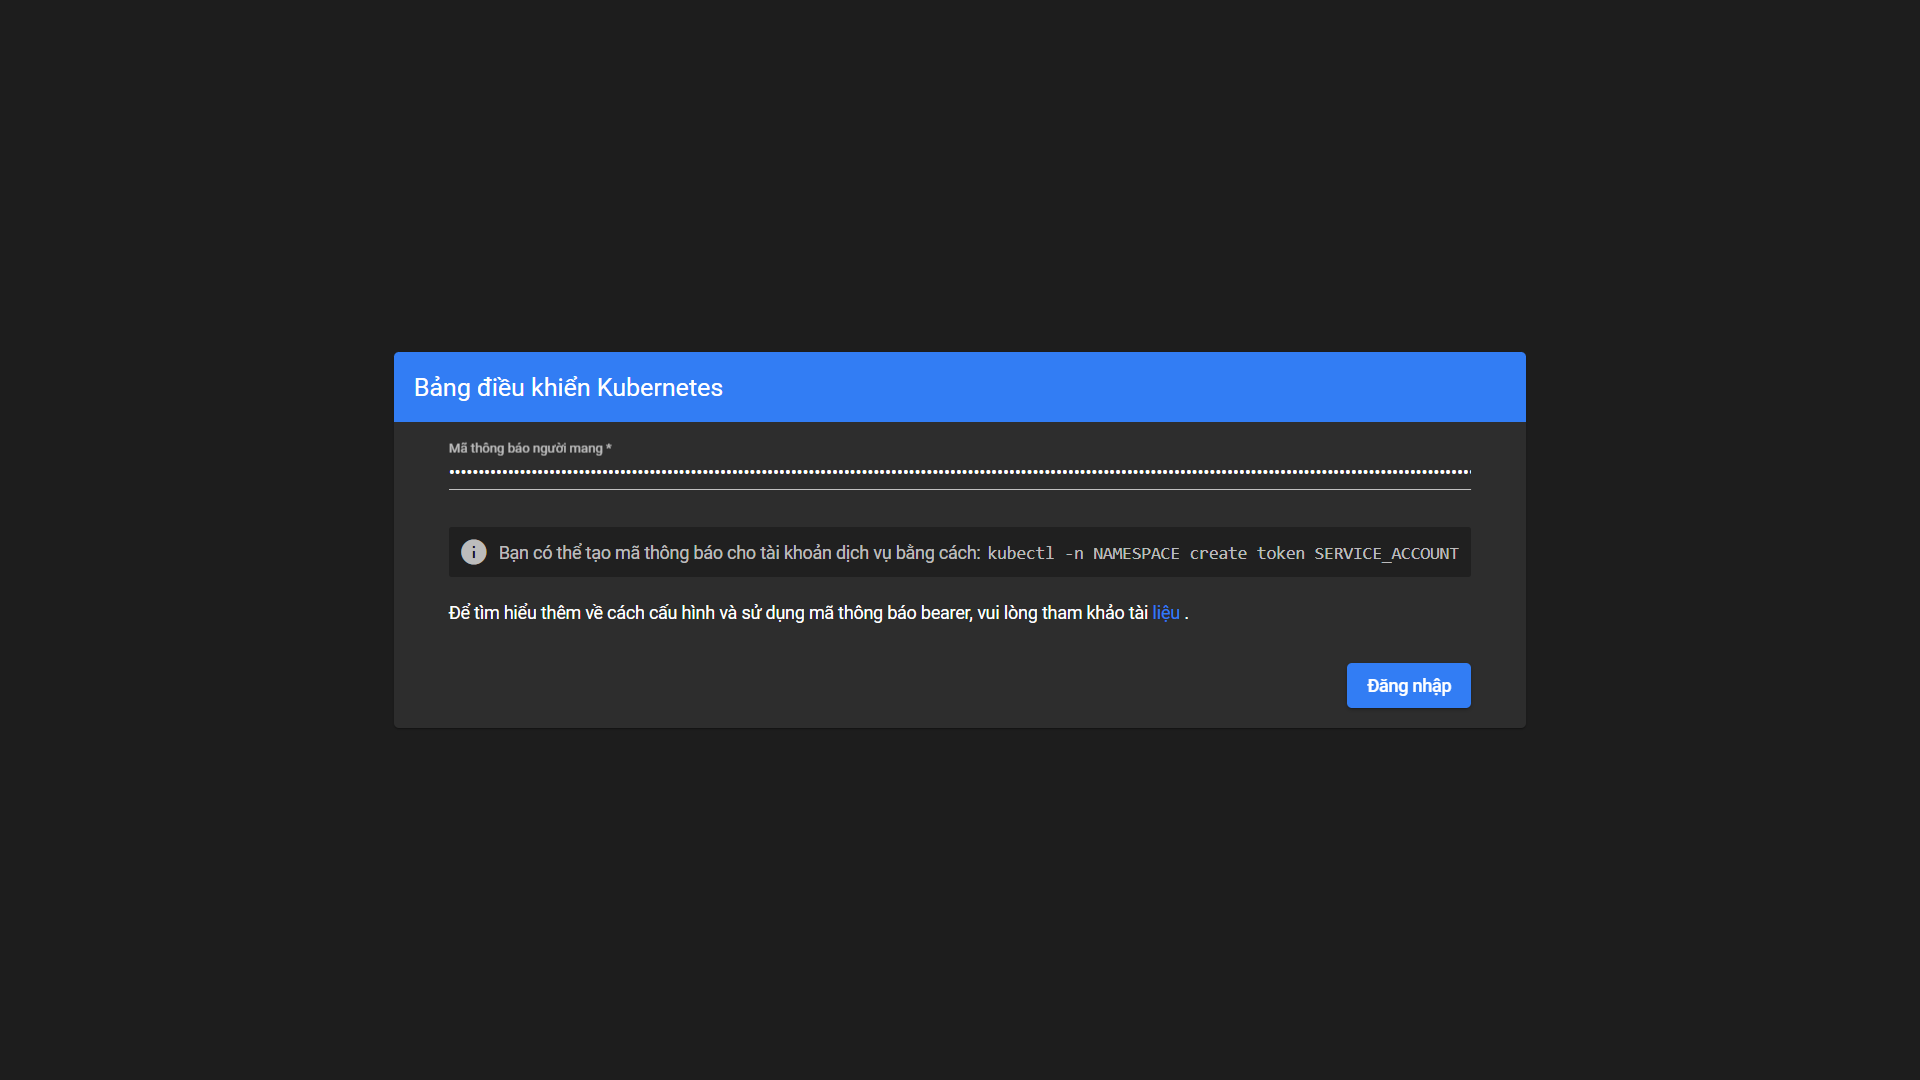 Bảng điều khiển Kubernetes
Mã thông báo người mang *
Bạn có thể tạo mã thông báo cho tài khoản dịch vụ bằng cách: kubectl -n NAMESPACE create token SERVICE_ACCOUNT
Để tìm hiểu thêm về cách cấu hình và sử dụng mã thông báo bearer, vui lòng tham khảo tài liệu .
Đăng nhập